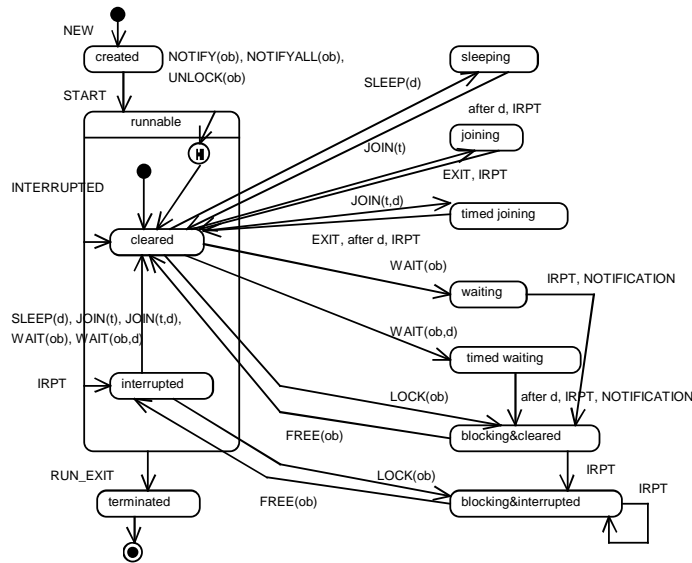 NEW
created
NOTIFY(ob), NOTIFYALL(ob),
UNLOCK(ob)
sleeping
SLEEP(d)
START
after d, IRPT
runnable
joining
H
JOIN(t)
EXIT, IRPT
INTERRUPTED
JOIN(t,d)
timed joining
cleared
EXIT, after d, IRPT
WAIT(ob)
IRPT, NOTIFICATION
waiting
SLEEP(d), JOIN(t), JOIN(t,d),
WAIT(ob), WAIT(ob,d)
WAIT(ob,d)
timed waiting
IRPT
interrupted
LOCK(ob)
after d, IRPT, NOTIFICATION
FREE(ob)
blocking&cleared
RUN_EXIT
LOCK(ob)
IRPT
terminated
FREE(ob)
blocking&interrupted
IRPT